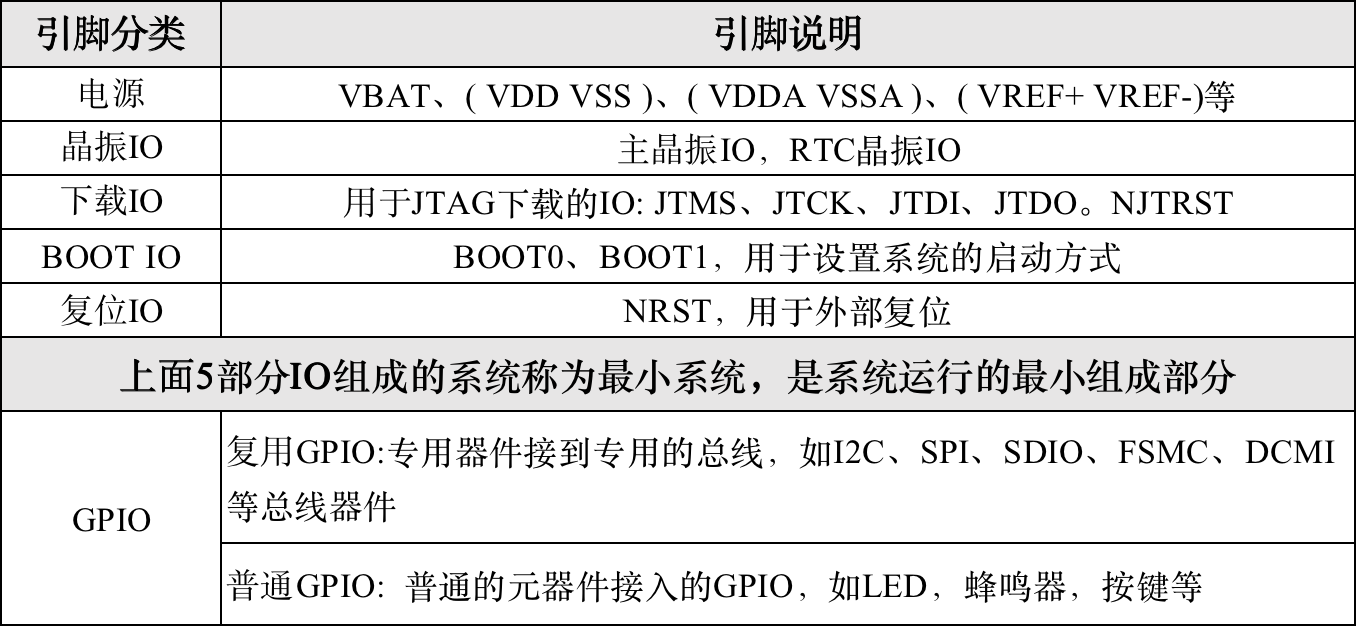 引脚分类
引脚说明
电源
VBAT、( VDD VSS )、( VDDA VSSA )、( VREF+ VREF-)等
晶振IO
主晶振IO，RTC晶振IO
下载IO
用于JTAG下载的IO: JTMS、JTCK、JTDI、JTDO。NJTRST
BOOT IO
BOOT0、BOOT1，用于设置系统的启动方式
复位IO
NRST，用于外部复位
上面5部分IO组成的系统称为最小系统，是系统运行的最小组成部分
GPIO
复用GPIO:专用器件接到专用的总线，如I2C、SPI、SDIO、FSMC、DCMI
等总线器件
普通GPIO: 普通的元器件接入的GPIO，如LED，蜂鸣器，按键等